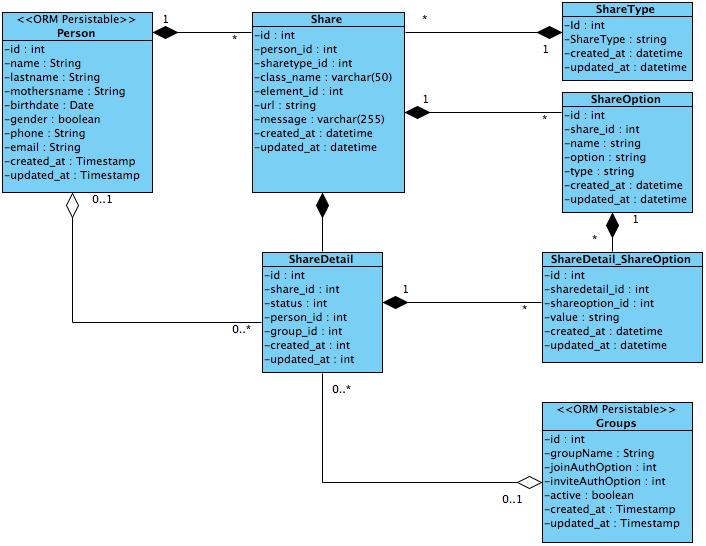 <<ORM Persistable>>
Person
-id : int
-name : String
-lastname : String
-mothersname : String
-birthdate : Date
-gender : boolean
-phone : String
-email : String
-created_at : Timestamp
-updated_at : Timestamp
1
*
0..1
0..*
Share
-id : int
-person_id : int
-sharetype_id : int
-class_name : varchar(50)
-element_id : int
-url : string
-message : varchar(255)
-created_at : datetime
-updated_at : datetime
*
1
1
*
ShareType
-Id : int
-ShareType : string
-created_at : datetime
-updated_at : datetime
ShareOption
-id : int
-share_id : int
-name : string
-option : string
-type : string
-created_at : datetime
-updated_at : datetime
1
*
ShareDetail
-id : int
-share_id : int
-status : int
-person_id : int
-group_id : int
-created_at : int
-updated_at : int
1
*
0..*
0..1
ShareDetail_ShareOption
-id : int
-sharedetail_id : int
-shareoption_id : int
-value : string
-created_at : datetime
-updated_at : datetime
<<ORM Persistable>>
Groups
-id : int
-groupName : String
-joinAuthOption : int
-inviteAuthOption : int
-active : boolean
-created_at : Timestamp
-updated_at : Timestamp